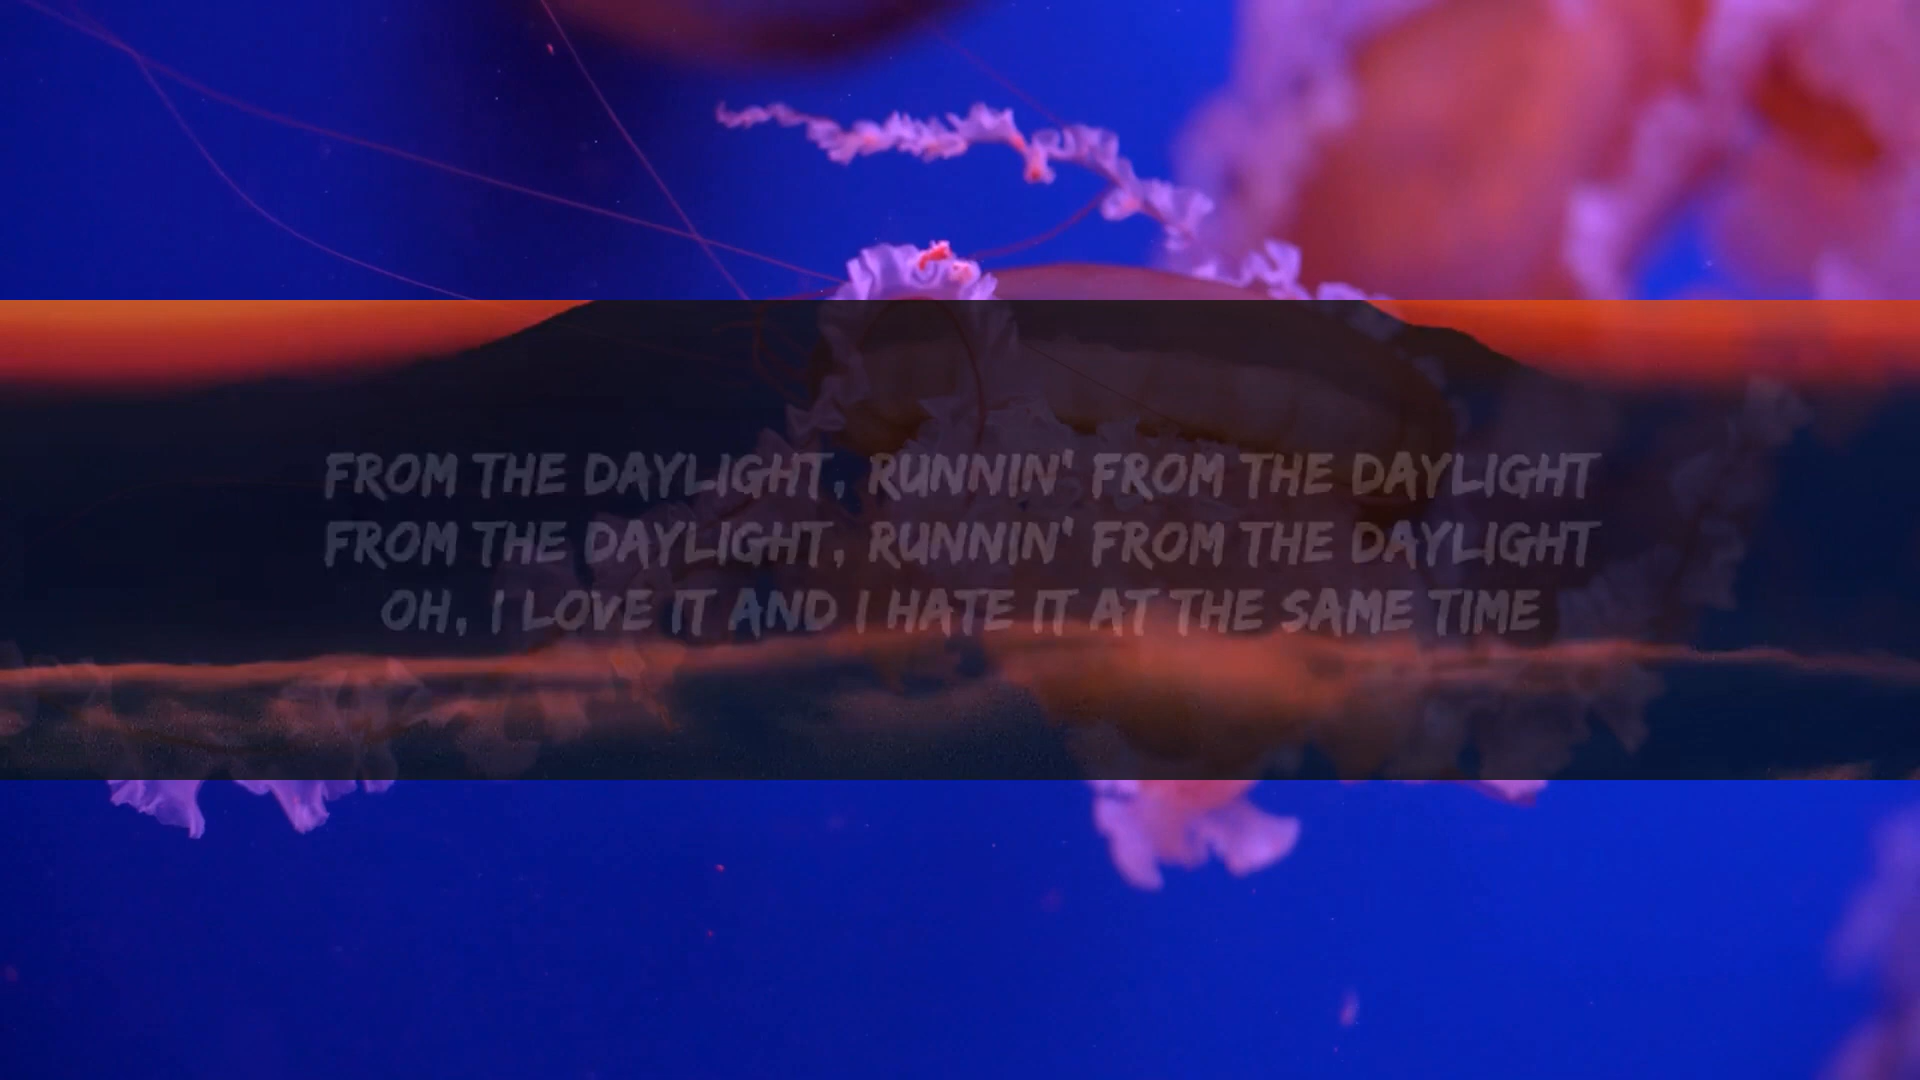 FROM THE DAYLIGHT, RUNNIN' FROM THE DAYLIGHT
FROM THE DAYLIGHT, RUNNIN' FROM THE DAYLIGHT
OH, I LOVE IT AND I HATE IT AT THE SAME TIME